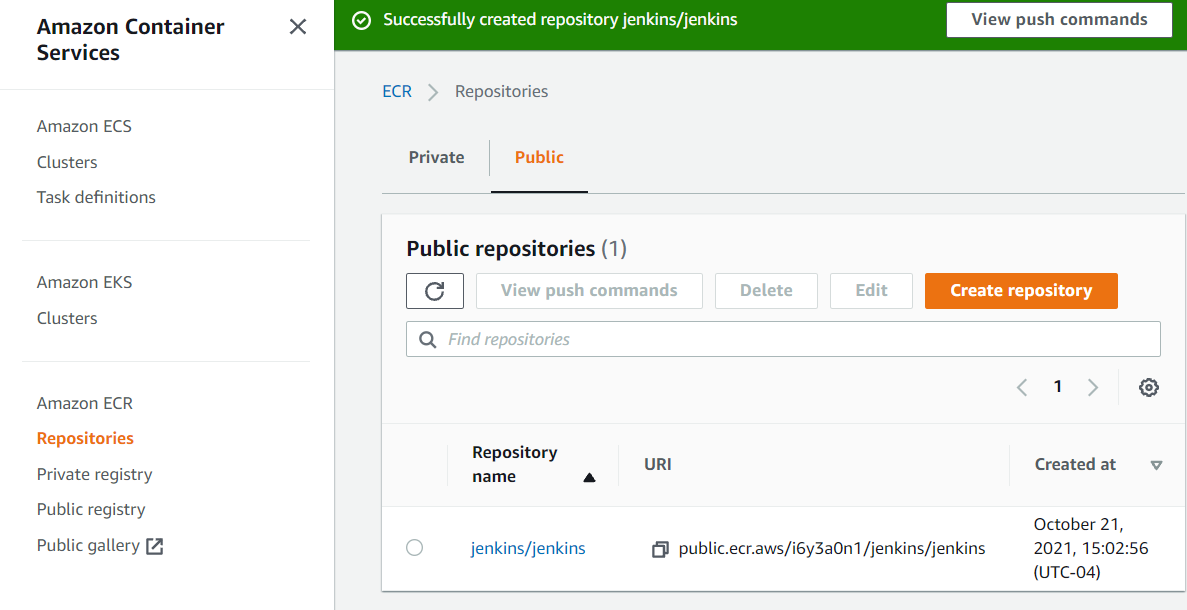 Amazon Container
Services
Amazon ECS
Clusters
Task definitions
Amazon EKS
Clusters
Amazon ECR
Repositories
Private registry
Public registry
Public gallery
Successfully created repository jenkins/jenkins
View push commands
ECR
Repositories
Private
Public
Public repositories (1)
View push commands
Delete
Edit
Create repository
Find repositories
1
Repository
name
URI
Created at
jenkins/jenkins
public.ecr.aws/i6y3a0n1/jenkins/jenkins
October 21,
2021, 15:02:56
(UTC-04)